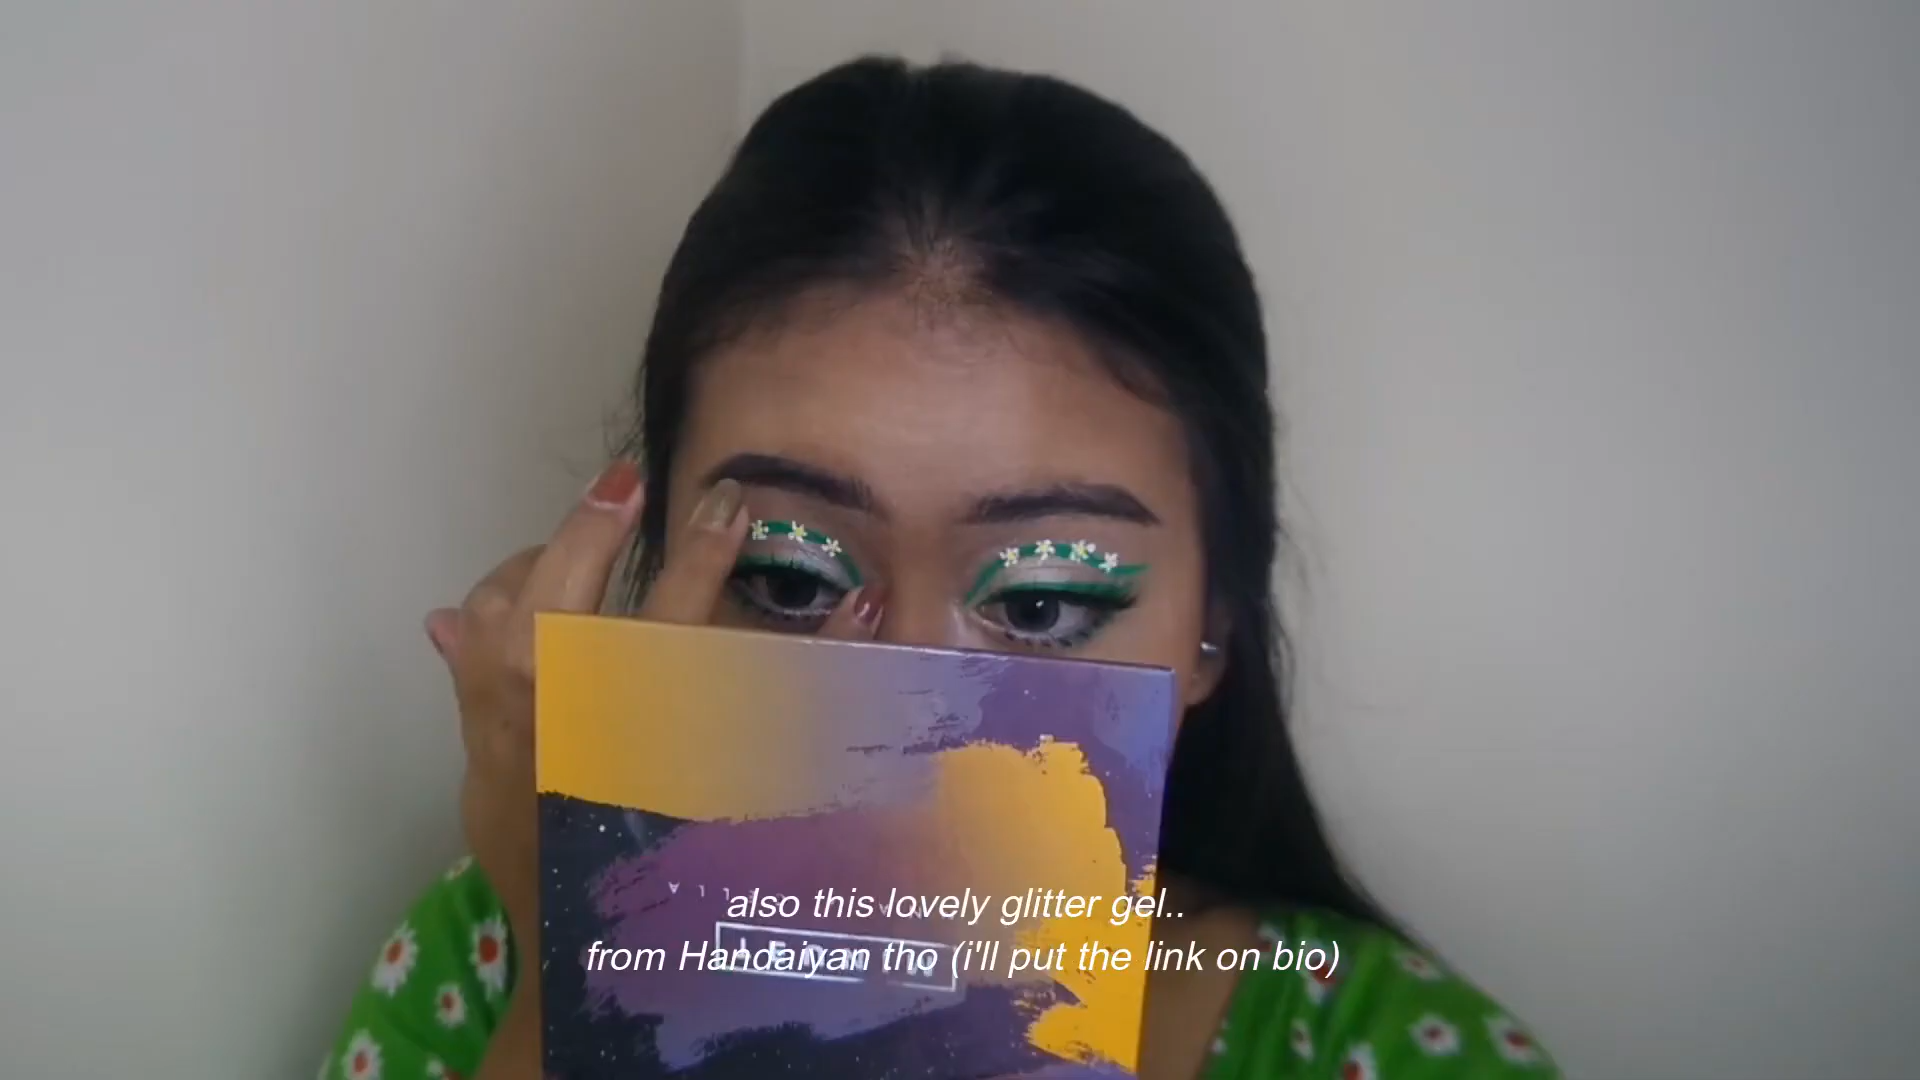 also this lovely glitter gel..
from Handaiyan tho (i'll put the link on bio)